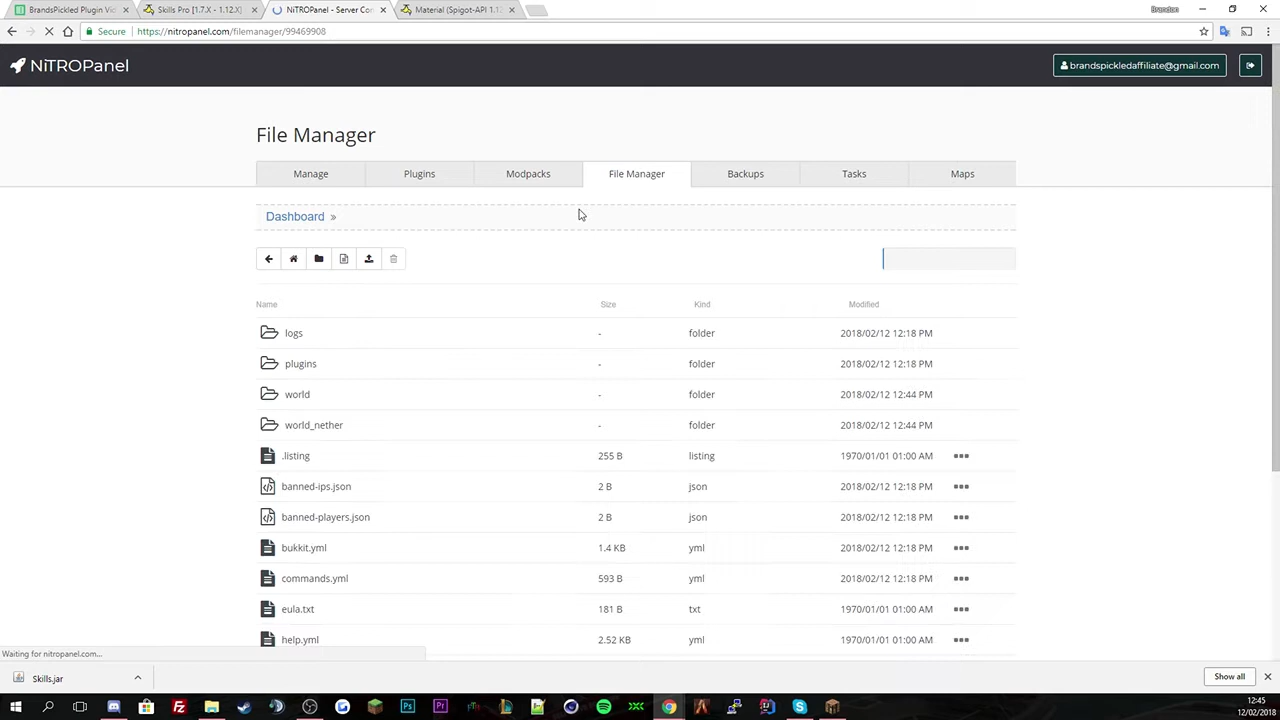 BrandsPickled Plugin Vid
Skills Pro [1.7.X - 1.12.X]
NiTROPanel - Server Con
Material (Spigot-API 1.12
Brandon
Secure
https://nitropanel.com/filemanager/99469908
NiTROPanel
brandspickledaffiliate@gmail.com
File Manager
Manage
Plugins
Modpacks
File Manager
Backups
Tasks
Maps
Dashboard »
Name Size Kind Modified
logs - folder 2018/02/12 12:18 PM
plugins - folder 2018/02/12 12:18 PM
world - folder 2018/02/12 12:44 PM
world_nether - folder 2018/02/12 12:44 PM
.listing 255 B listing 1970/01/01 01:00 AM
banned-ips.json 2 B json 2018/02/12 12:18 PM
banned-players.json 2 B json 2018/02/12 12:18 PM
bukkit.yml 1.4 KB yml 2018/02/12 12:18 PM
commands.yml 593 B yml 2018/02/12 12:18 PM
eula.txt 181 B txt 1970/01/01 01:00 AM
help.yml 2.52 KB yml 1970/01/01 01:00 AM
Waiting for nitropanel.com...
Skills.jar
Show all
Ps
Pr
12:45
12/02/2018